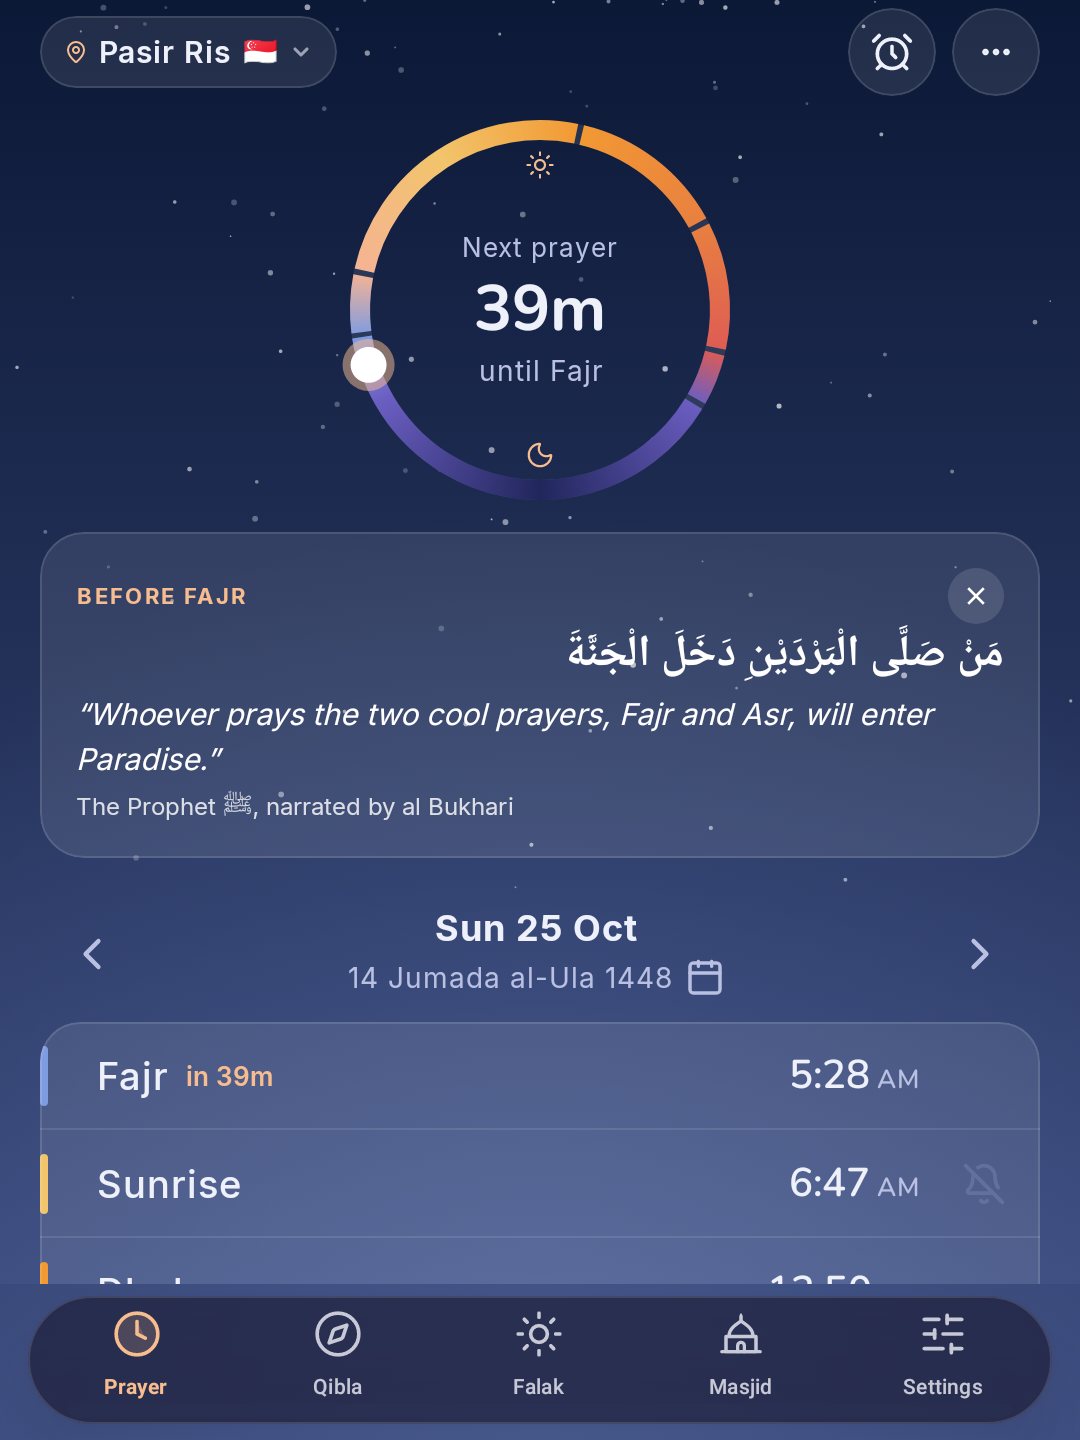 Pasir Ris
Next prayer
39m
until Fajr
BEFORE FAJR
مَنْ صَلَّى الْبَرْدَيْنِ دَخَلَ الْجَنَّةَ
“Whoever prays the two cool prayers, Fajr and Asr, will enter
Paradise.”
The Prophet ﷺ, narrated by al Bukhari
Sun 25 Oct
14 Jumada al-Ula 1448
Fajr in 39m 5:28 AM
Sunrise 6:47 AM
Prayer Qibla Falak Masjid Settings